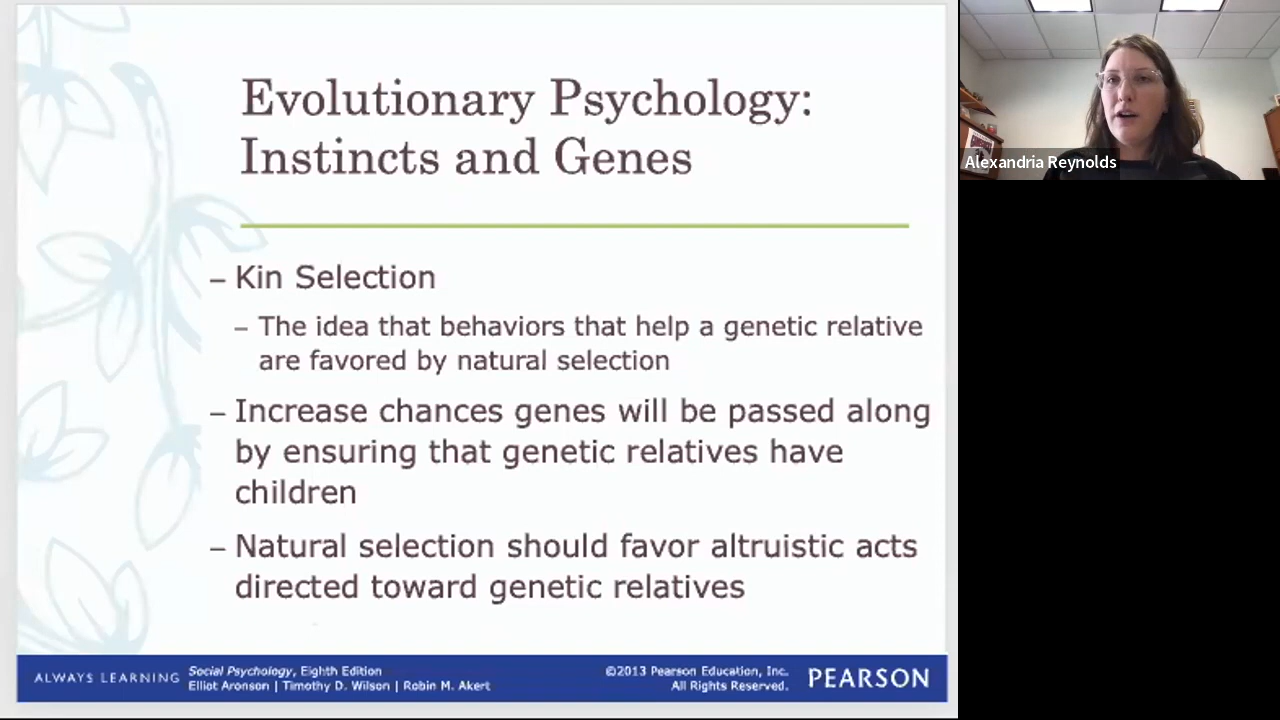 Evolutionary Psychology:
Instincts and Genes
– Kin Selection
– The idea that behaviors that help a genetic relative
are favored by natural selection
– Increase chances genes will be passed along
by ensuring that genetic relatives have
children
– Natural selection should favor altruistic acts
directed toward genetic relatives
ALWAYS LEARNING
Social Psychology, Eighth Edition
Elliot Aronson | Timothy D. Wilson | Robin M. Akert
©2013 Pearson Education, Inc.
All Rights Reserved.
PEARSON
Alexandria Reynolds